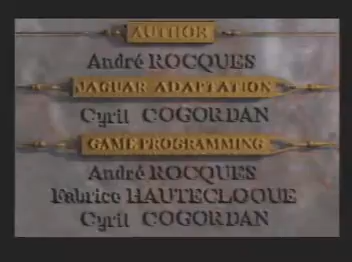 AUTHOR
André ROCQUES
JAGUAR ADAPTATION
Cyril COGORDAN
GAME PROGRAMMING
André ROCQUES
Fabrice HAUTECLOQUE
Cyril COGORDAN